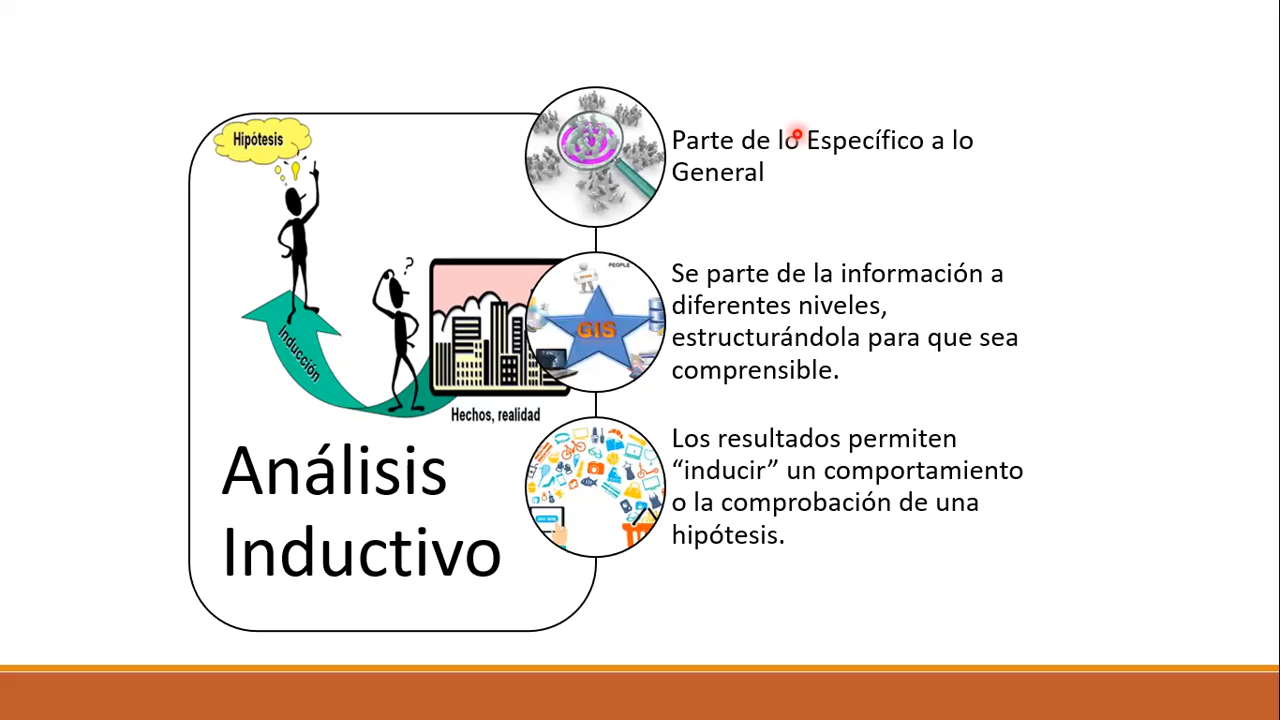 Hipótesis
?
Inducción
Hechos, realidad
Análisis
Inductivo
Parte de lo Específico a lo
General
PEOPLE
GIS
Se parte de la información a
diferentes niveles,
estructurándola para que sea
comprensible.
Los resultados permiten
“inducir” un comportamiento
o la comprobación de una
hipótesis.